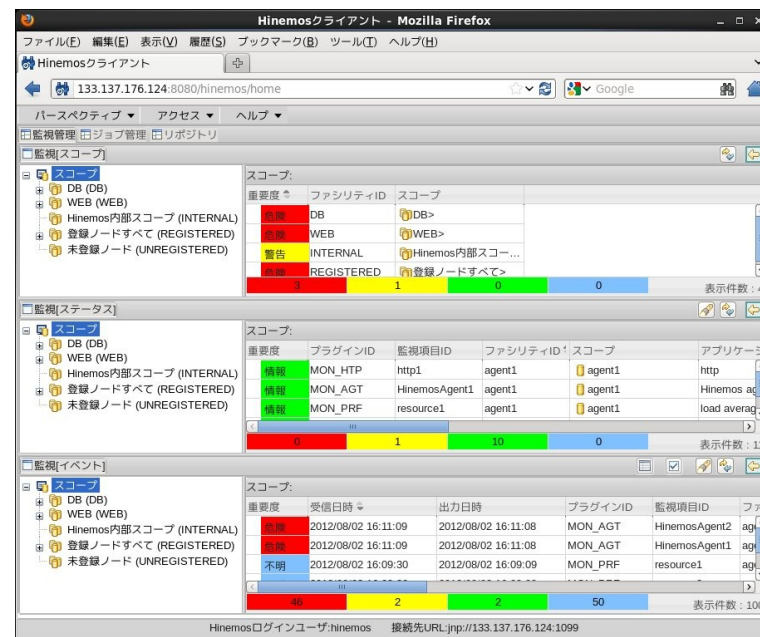 Hinemosクライアント - Mozilla Firefox
ファイル(F) 編集(E) 表示(V) 履歴(S) ブックマーク(B) ツール(T) ヘルプ(H)
Hinemosクライアント
133.137.176.124:8080/hinemos/home
Google
パースペクティブ アクセス ヘルプ
監視管理 ジョブ管理 リポジトリ
監視[スコープ]
スコープ
DB (DB)
WEB (WEB)
Hinemos内部スコープ (INTERNAL)
登録ノードすべて (REGISTERED)
未登録ノード (UNREGISTERED)
スコープ:
重要度 ファシリティID スコープ
危険 DB DB>
危険 WEB WEB>
警告 INTERNAL Hinemos内部スコー...
危険 REGISTERED 登録ノードすべて>
3 1 0 0
表示件数 : 4
監視[ステータス]
スコープ
DB (DB)
WEB (WEB)
Hinemos内部スコープ (INTERNAL)
登録ノードすべて (REGISTERED)
未登録ノード (UNREGISTERED)
スコープ:
重要度 プラグインID 監視項目ID ファシリティID スコープ アプリケーシ
情報 MON_HTP http1 agent1 agent1 http
情報 MON_AGT HinemosAgent1 agent1 agent1 Hinemos
情報 MON_PRF resource1 agent1 agent1 load
0 1 10 0
表示件数 : 11
監視[イベント]
スコープ
DB (DB)
WEB (WEB)
Hinemos内部スコープ (INTERNAL)
登録ノードすべて (REGISTERED)
未登録ノード (UNREGISTERED)
スコープ:
重要度 受信日時 出力日時 プラグインID 監視項目ID ファ
危険 2012/08/02 16:11:09 2012/08/02 16:11:08 MON_AGT HinemosAgent2
危険 2012/08/02 16:11:09 2012/08/02 16:11:08 MON_AGT HinemosAgent1
不明 2012/08/02 16:09:30 2012/08/02 16:09:09 MON_PRF resource1
46 2 2 50
表示件数 : 100
Hinemosログインユーザ:hinemos 接続先URL:jnp://133.137.176.124:1099